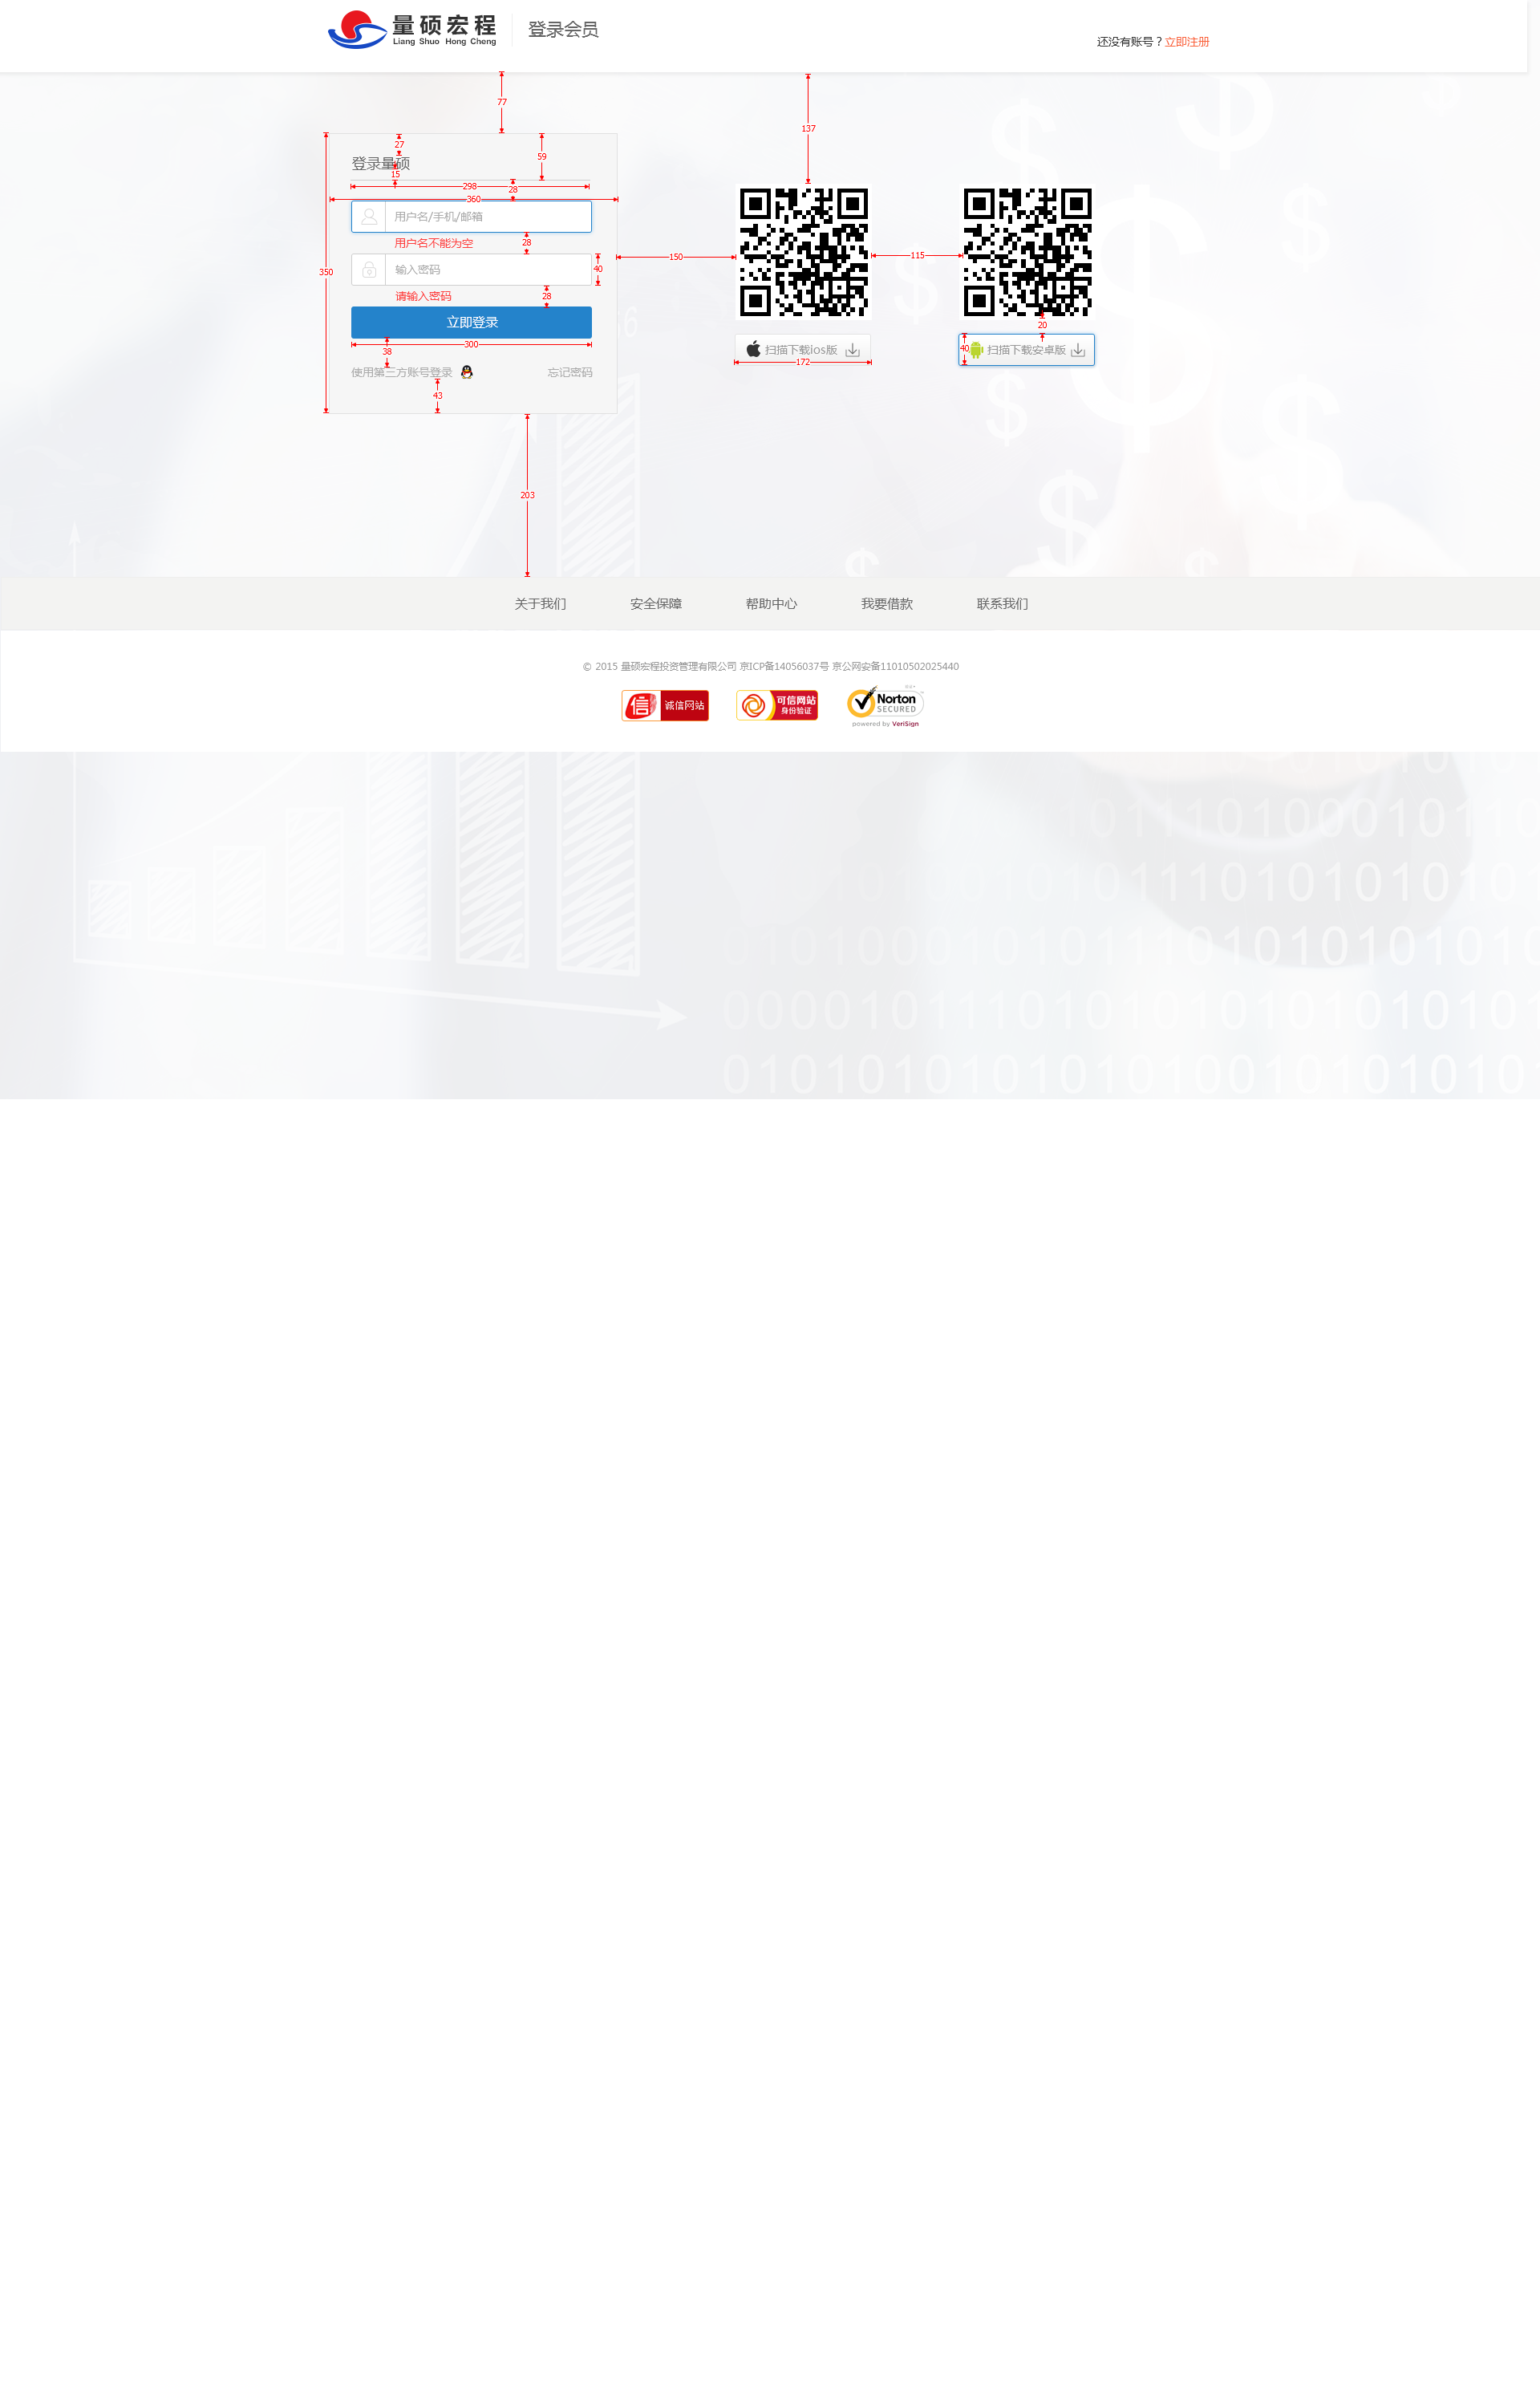 量硕宏程
Liang Shuo Hong Cheng
登录会员
还没有账号？立即注册
77
137
27
59
登录量硕
15
298
28
360
用户名/手机/邮箱
用户名不能为空
28
150
115
350
输入密码
40
请输入密码
28
立即登录
20
300
38
扫描下载ios版
40
扫描下载安卓版
172
使用第三方账号登录
忘记密码
43
203
关于我们
安全保障
帮助中心
我要借款
联系我们
© 2015 量硕宏程投资管理有限公司 京ICP备14056037号 京公网安备11010502025440
信
诚信网站
可信网站
身份验证
Norton
SECURED
powered by VeriSign